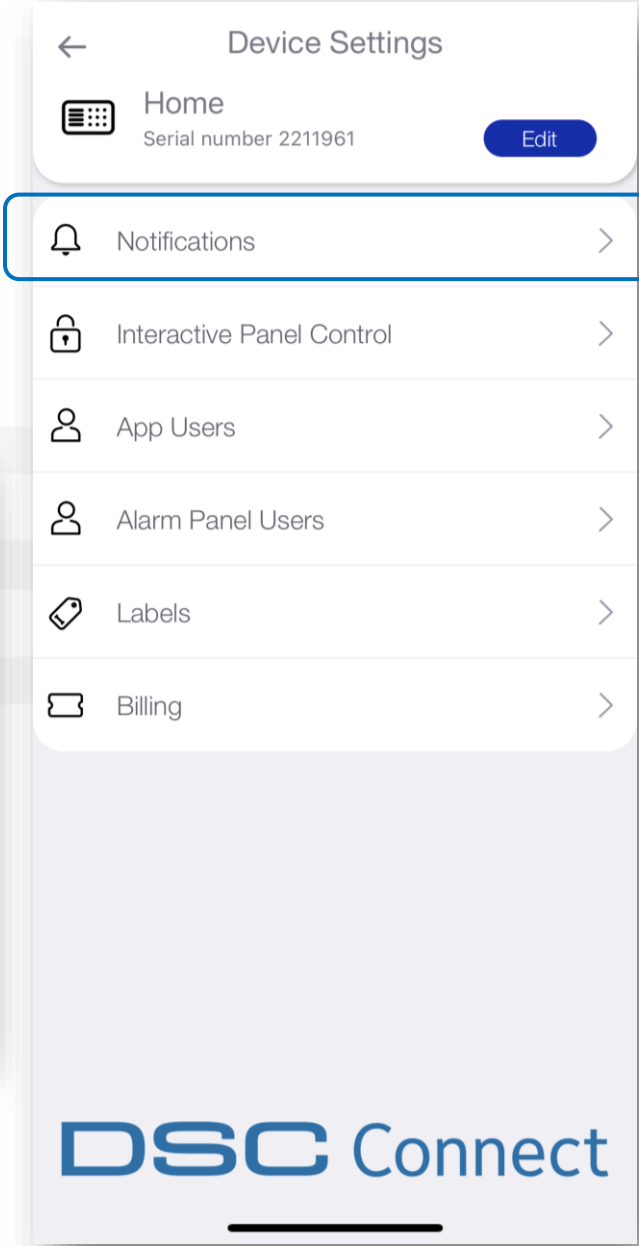 Device Settings
Home
Serial number 2211961
Edit
Notifications
Interactive Panel Control
App Users
Alarm Panel Users
Labels
Billing
DSC Connect